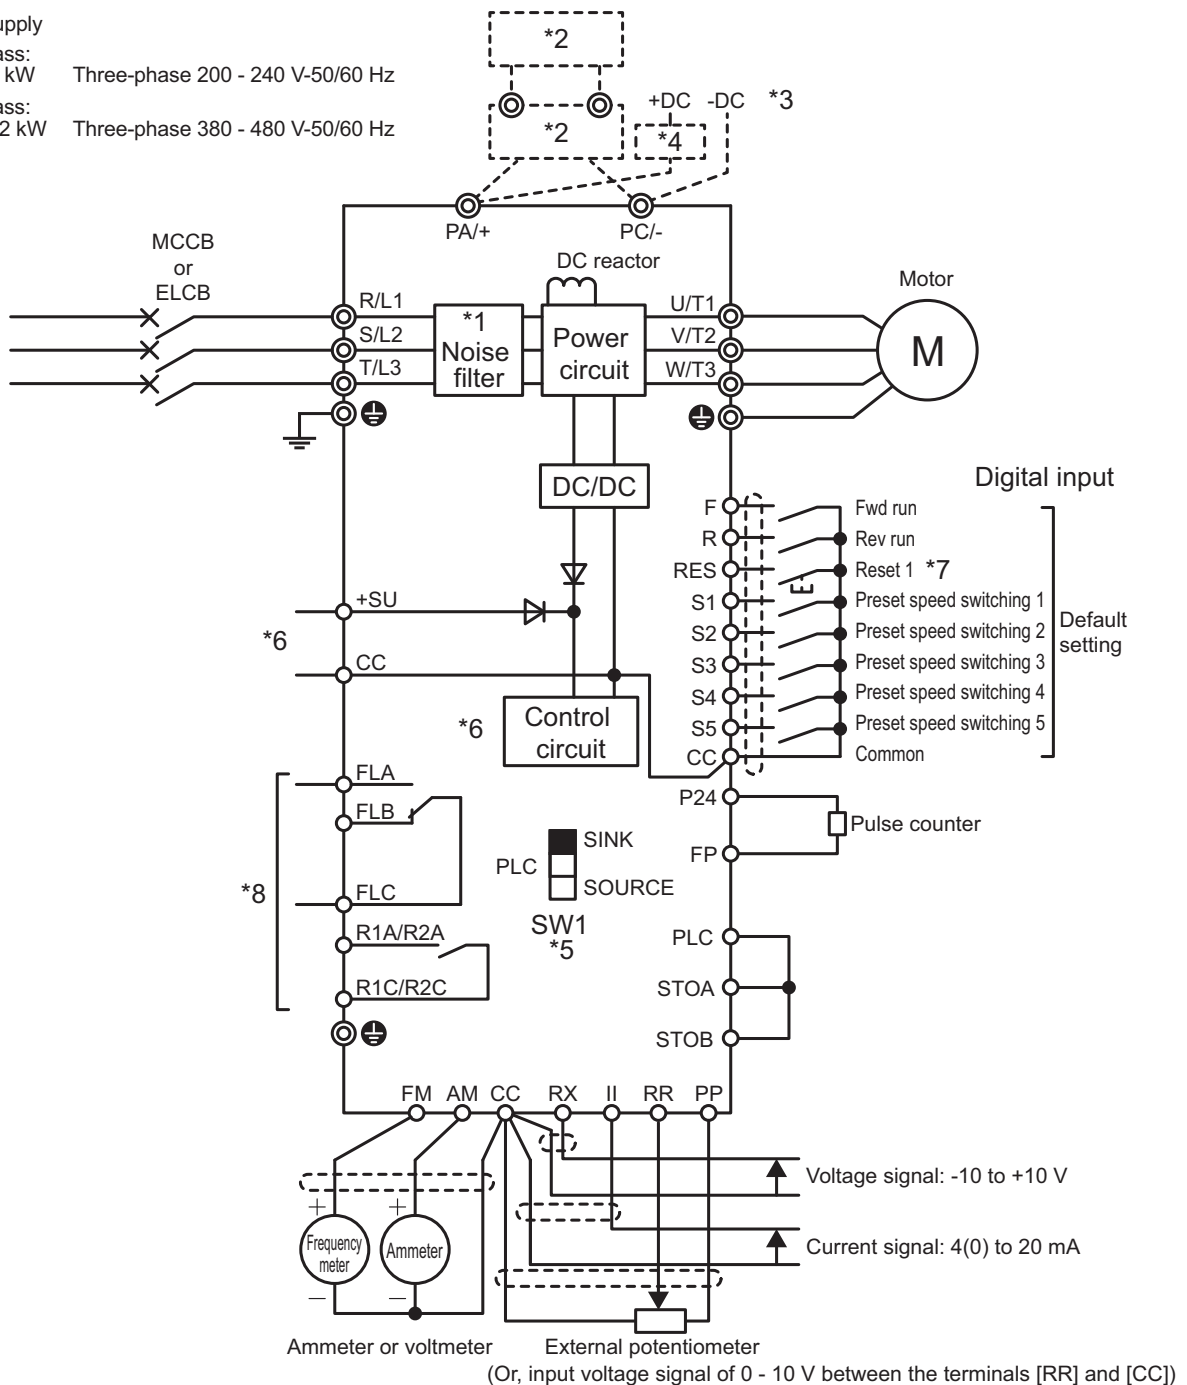 Three-phase 200 - 240 V-50/60 Hz
kW
2 kW
Three-phase 380 - 480 V-50/60 Hz
*2
*2
+DC
-DC
*3
*4
PA/+
PC/-
MCCB
or
ELCB
DC reactor
Motor
R/L1
S/L2
T/L3
*1
Noise
filter
Power
circuit
U/T1
V/T2
W/T3
M
DC/DC
Digital input
F
Fwd run
R
Rev run
RES
Reset 1 *7
S1
Preset speed switching 1
S2
Preset speed switching 2
S3
Preset speed switching 3
S4
Preset speed switching 4
S5
Preset speed switching 5
CC
Common
Default
setting
+SU
*6
CC
*6
Control
circuit
FLA
FLB
FLC
*8
R1A/R2A
R1C/R2C
PLC
SINK
SOURCE
SW1
*5
P24
FP
Pulse counter
PLC
STOA
STOB
FM
AM
CC
RX
II
RR
PP
Voltage signal: -10 to +10 V
Current signal: 4(0) to 20 mA
+
Frequency
meter
−
+
Ammeter
−
Ammeter or voltmeter
External potentiometer
(Or, input voltage signal of 0 - 10 V between the terminals [RR] and [CC])